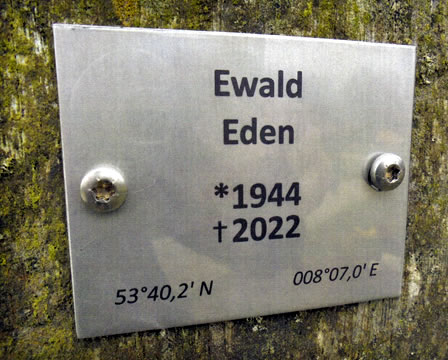 Ewald
Eden
*1944
†2022
53°40,2' N
008°07,0' E